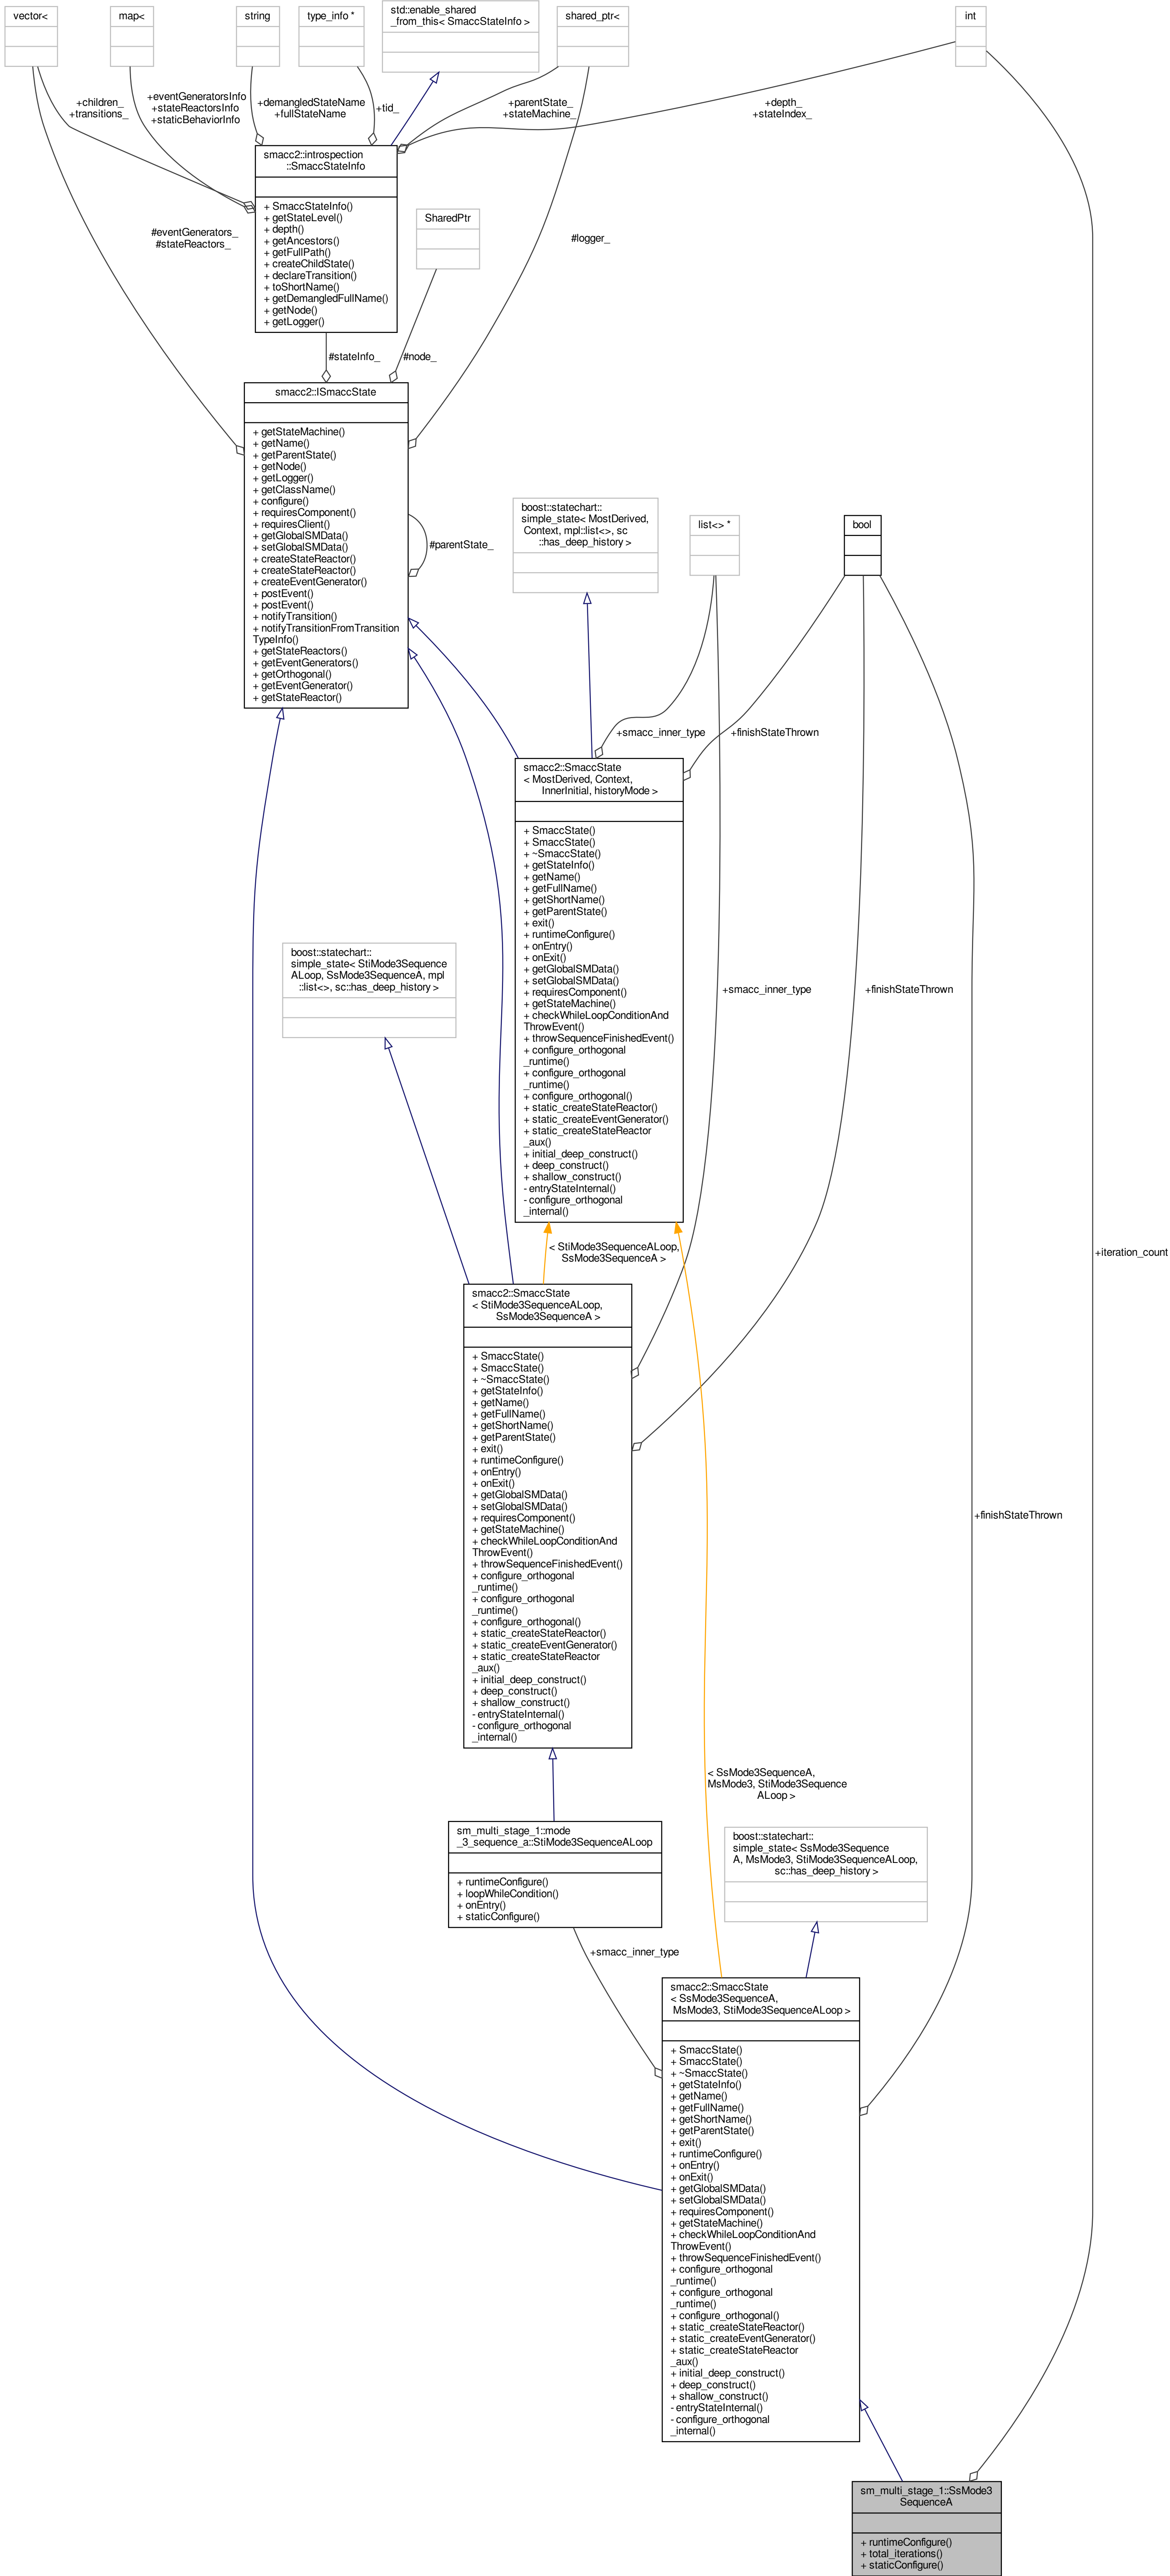 vector<
map<
string
type_info *
std::enable_shared
_from_this< SmaccStateInfo >
shared_ptr<
int
+children_
+transitions_
+eventGeneratorsInfo
+stateReactorsInfo
+staticBehaviorInfo
+demangledStateName
+fullStateName
+tid_
+parentState_
+stateMachine_
+depth_
+stateIndex_
smacc2::introspection
::SmaccStateInfo
+ SmaccStateInfo()
+ getStateLevel()
+ depth()
+ getAncestors()
+ getFullPath()
+ createChildState()
+ declareTransition()
+ toShortName()
+ getDemangledFullName()
+ getNode()
+ getLogger()
SharedPtr
#eventGenerators_
#stateReactors_
#logger_
#stateInfo_
#node_
smacc2::ISmaccState
+ getStateMachine()
+ getName()
+ getParentState()
+ getNode()
+ getLogger()
+ getClassName()
+ configure()
+ requiresComponent()
+ requiresClient()
+ getGlobalSMData()
+ setGlobalSMData()
+ createStateReactor()
+ createStateReactor()
+ createEventGenerator()
+ postEvent()
+ postEvent()
+ notifyTransition()
+ notifyTransitionFromTransition
TypeInfo()
+ getStateReactors()
+ getEventGenerators()
+ getOrthogonal()
+ getEventGenerator()
+ getStateReactor()
#parentState_
boost::statechart::
simple_state< MostDerived,
Context, mpl::list<>, sc
::has_deep_history >
list<> *
bool
+smacc_inner_type
+finishStateThrown
smacc2::SmaccState
< MostDerived, Context,
InnerInitial, historyMode >
+ SmaccState()
+ SmaccState()
+ ~SmaccState()
+ getStateInfo()
+ getName()
+ getFullName()
+ getShortName()
+ getParentState()
+ exit()
+ runtimeConfigure()
+ onEntry()
+ onExit()
+ getGlobalSMData()
+ setGlobalSMData()
+ requiresComponent()
+ getStateMachine()
+ checkWhileLoopConditionAnd
ThrowEvent()
+ throwSequenceFinishedEvent()
+ configure_orthogonal
_runtime()
+ configure_orthogonal
_runtime()
+ configure_orthogonal()
+ static_createStateReactor()
+ static_createEventGenerator()
+ static_createStateReactor
_aux()
+ initial_deep_construct()
+ deep_construct()
+ shallow_construct()
- entryStateInternal()
- configure_orthogonal
_internal()
boost::statechart::
simple_state< StiMode3Sequence
ALoop, SsMode3SequenceA, mpl
::list<>, sc::has_deep_history >
+smacc_inner_type
+finishStateThrown
< StiMode3SequenceALoop,
SsMode3SequenceA >
+iteration_count
smacc2::SmaccState
< StiMode3SequenceALoop,
SsMode3SequenceA >
+ SmaccState()
+ SmaccState()
+ ~SmaccState()
+ getStateInfo()
+ getName()
+ getFullName()
+ getShortName()
+ getParentState()
+ exit()
+ runtimeConfigure()
+ onEntry()
+ onExit()
+ getGlobalSMData()
+ setGlobalSMData()
+ requiresComponent()
+ getStateMachine()
+ checkWhileLoopConditionAnd
ThrowEvent()
+ throwSequenceFinishedEvent()
+ configure_orthogonal
_runtime()
+ configure_orthogonal
_runtime()
+ configure_orthogonal()
+ static_createStateReactor()
+ static_createEventGenerator()
+ static_createStateReactor
_aux()
+ initial_deep_construct()
+ deep_construct()
+ shallow_construct()
- entryStateInternal()
- configure_orthogonal
_internal()
+finishStateThrown
< SsMode3SequenceA,
MsMode3, StiMode3Sequence
ALoop >
sm_multi_stage_1::mode
_3_sequence_a::StiMode3SequenceALoop
+ runtimeConfigure()
+ loopWhileCondition()
+ onEntry()
+ staticConfigure()
boost::statechart::
simple_state< SsMode3Sequence
A, MsMode3, StiMode3SequenceALoop,
sc::has_deep_history >
+smacc_inner_type
smacc2::SmaccState
< SsMode3SequenceA,
MsMode3, StiMode3SequenceALoop >
+ SmaccState()
+ SmaccState()
+ ~SmaccState()
+ getStateInfo()
+ getName()
+ getFullName()
+ getShortName()
+ getParentState()
+ exit()
+ runtimeConfigure()
+ onEntry()
+ onExit()
+ getGlobalSMData()
+ setGlobalSMData()
+ requiresComponent()
+ getStateMachine()
+ checkWhileLoopConditionAnd
ThrowEvent()
+ throwSequenceFinishedEvent()
+ configure_orthogonal
_runtime()
+ configure_orthogonal
_runtime()
+ configure_orthogonal()
+ static_createStateReactor()
+ static_createEventGenerator()
+ static_createStateReactor
_aux()
+ initial_deep_construct()
+ deep_construct()
+ shallow_construct()
- entryStateInternal()
- configure_orthogonal
_internal()
sm_multi_stage_1::SsMode3
SequenceA
+ runtimeConfigure()
+ total_iterations()
+ staticConfigure()